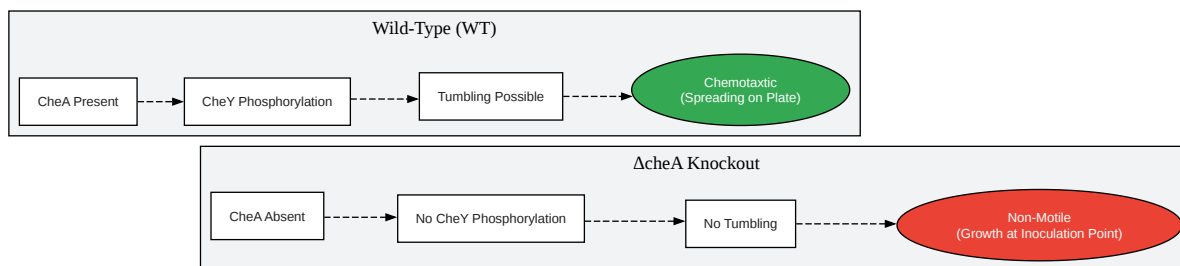 Wild-Type (WT)
CheA Present
CheY Phosphorylation
Tumbling Possible
Chemotaxtic
(Spreading on Plate)
ΔcheA Knockout
CheA Absent
No CheY Phosphorylation
No Tumbling
Non-Motile
(Growth at Inoculation Point)